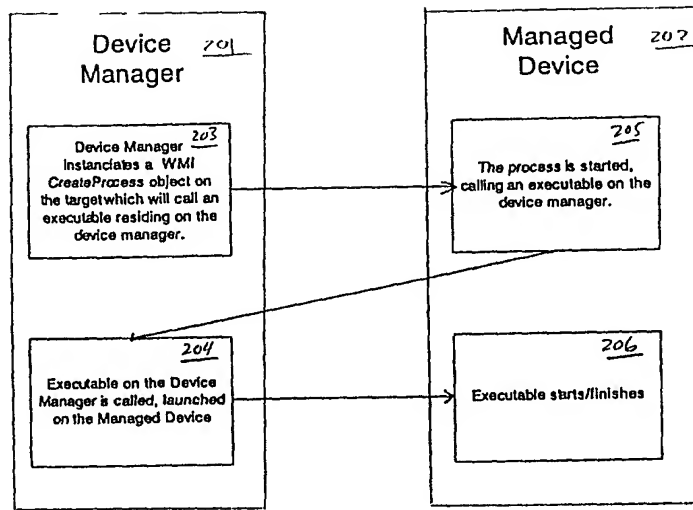 Device 201
Manager
Managed 202
Device
203
Device Manager
Instanciates a WMI
CreateProcess object on
the target which will call an
executable residing on the
device manager.
205
The process is started,
calling an executable on the
device manager.
204
Executable on the Device
Manager is called, launched
on the Managed Device
206
Executable starts/finishes